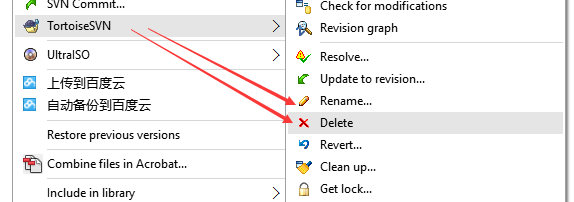 SVN Commit...
TortoiseSVN
UltraISO
上传到百度云
自动备份到百度云
Restore previous versions
Combine files in Acrobat...
Include in library
Check for modifications
Revision graph
Resolve...
Update to revision...
Rename...
Delete
Revert...
Clean up...
Get lock...